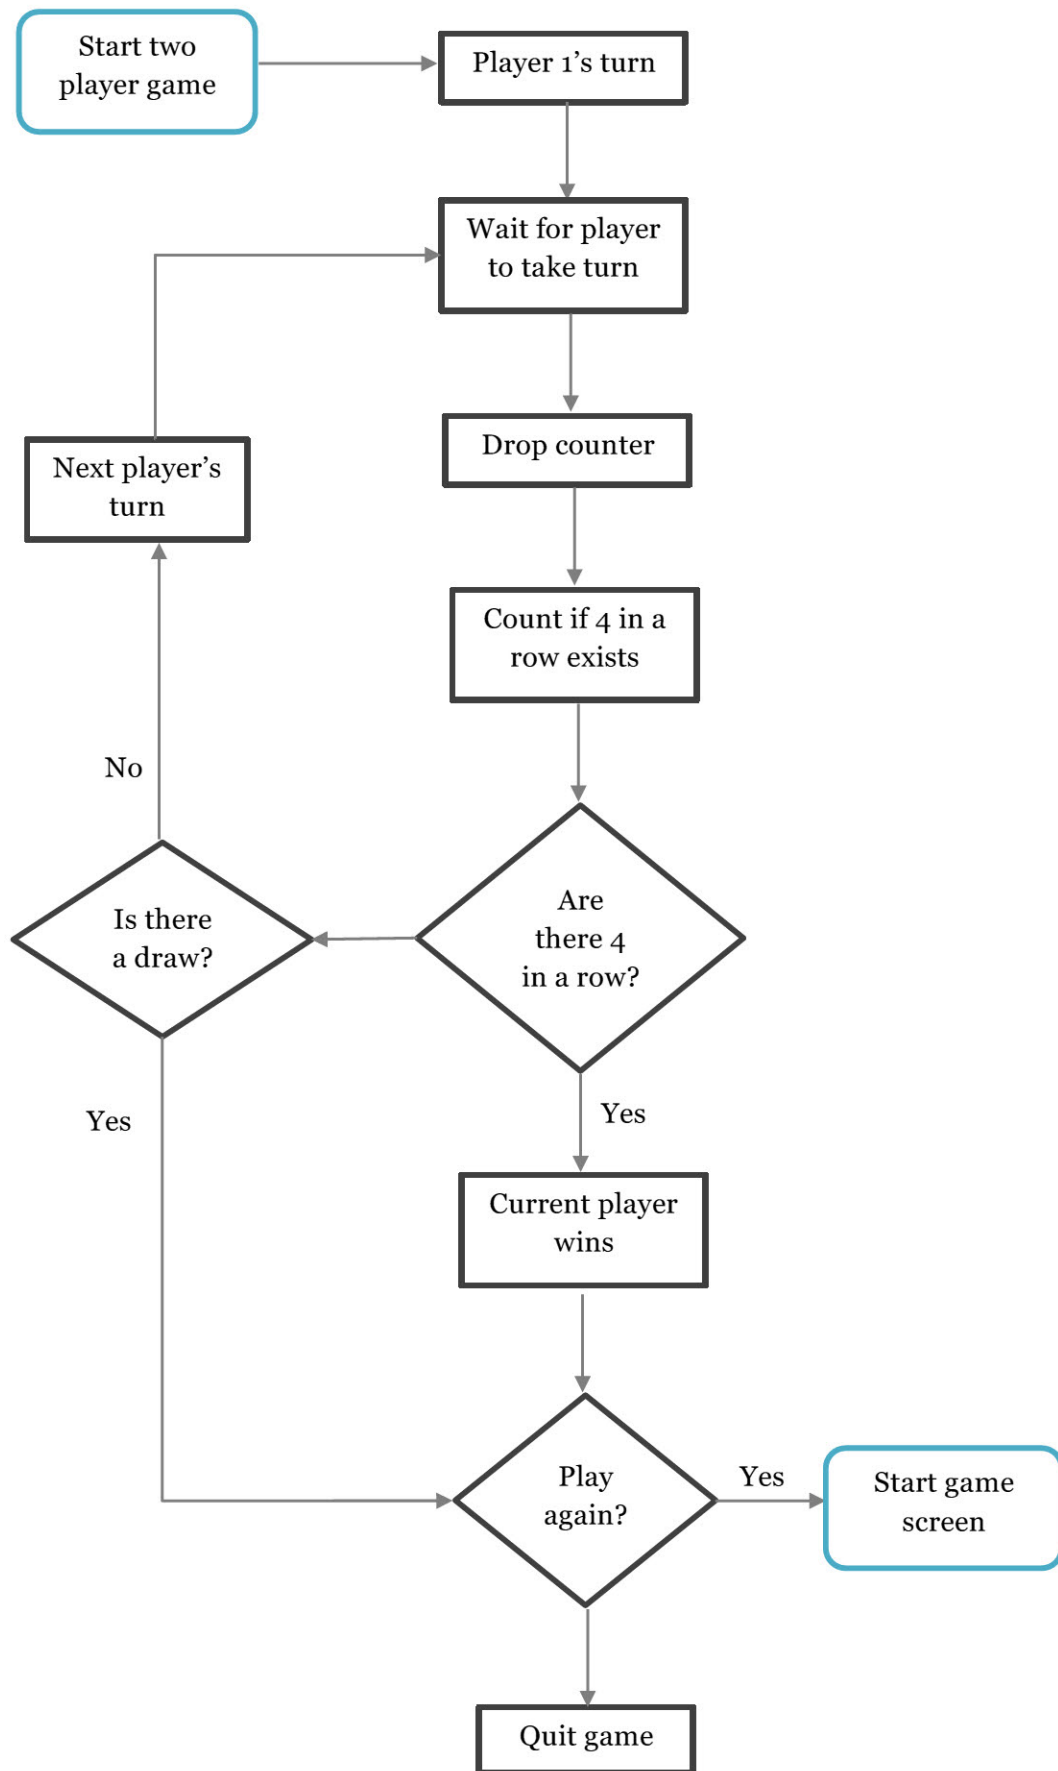 Start two
player game
Player 1's turn
Wait for player
to take turn
Drop counter
Next player's
turn
Count if 4 in a
row exists
No
Is there
a draw?
Are
there 4
in a row?
Yes
Yes
Current player
wins
Play
again?
Yes
Start game
screen
Quit game